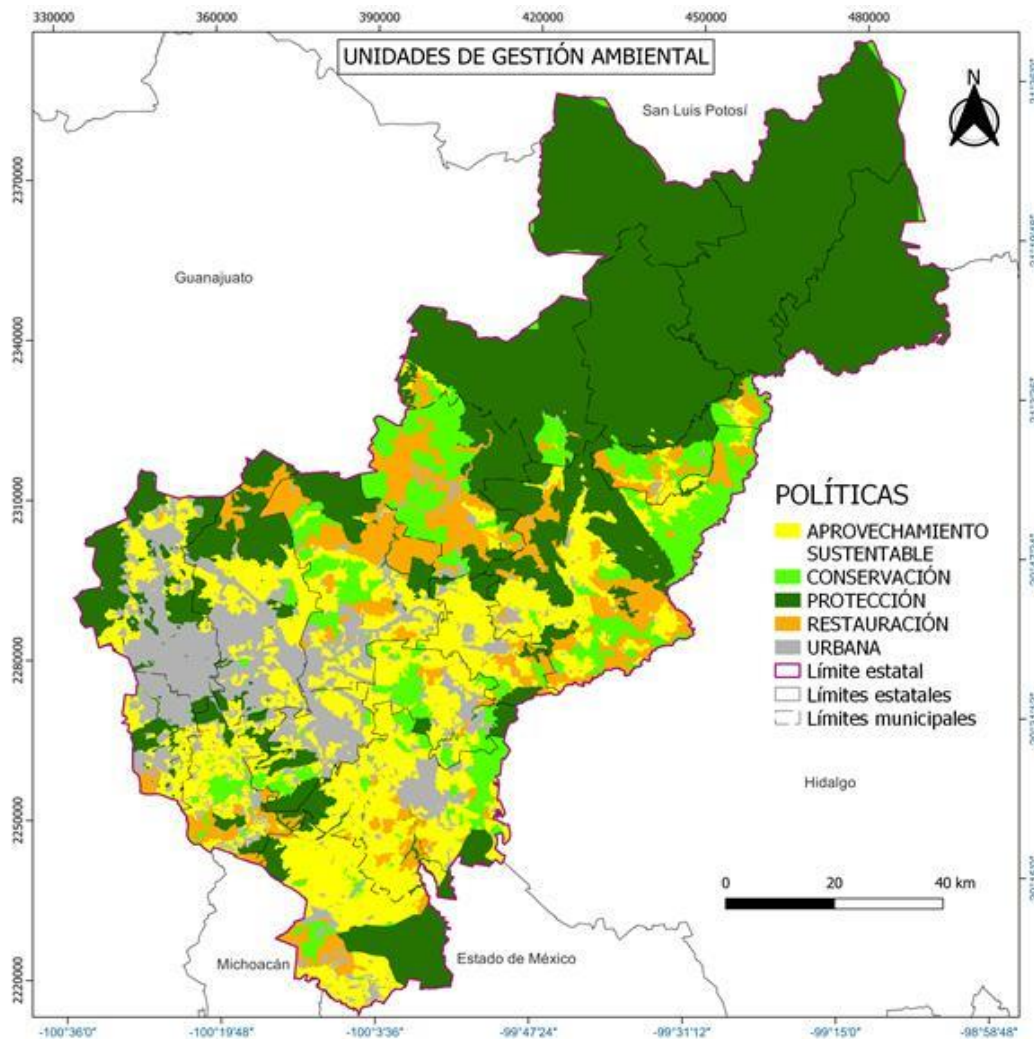 330000 360000 390000 420000 450000 480000
UNIDADES DE GESTIÓN AMBIENTAL
N
San Luis Potosí
2370000
Guanajuato
2340000
2310000
POLÍTICAS
APROVECHAMIENTO
SUSTENTABLE
CONSERVACIÓN
PROTECCIÓN
RESTAURACIÓN
URBANA
Límite estatal
Límites estatales
Límites municipales
2280000
Hidalgo
2250000
0 20 40 km
Michoacán
Estado de México
2220000
-100°36'0" -100°19'48" -100°3'36" -99°47'24" -99°31'12" -99°15'0" -98°58'48"